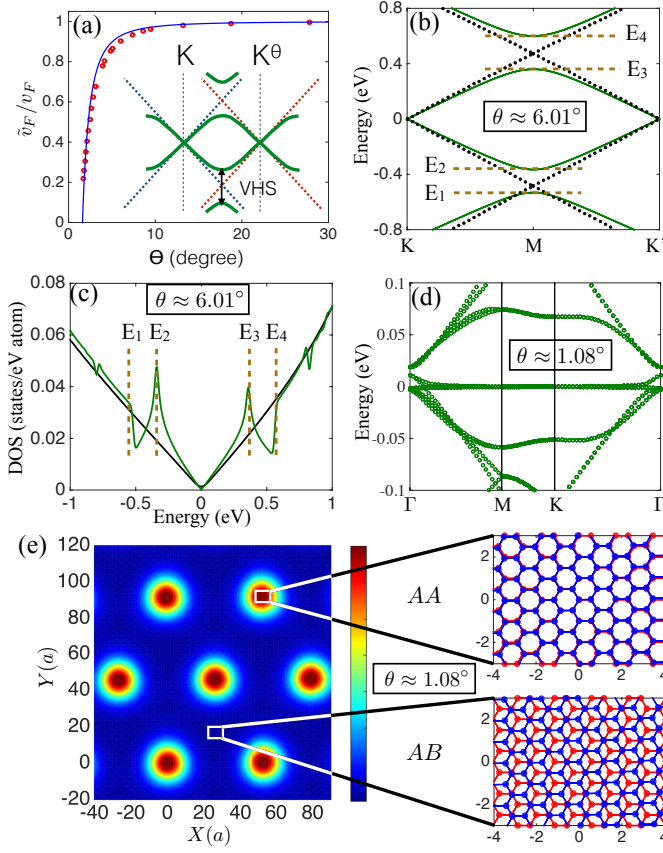 (a)
ṽ_F / v_F
1
0.8
0.6
0.4
0.2
0
0 10 20 30
Θ (degree)
K K^θ
VHS
(b)
Energy (eV)
0.8
0.4
0
-0.4
-0.8
K M K'
E4
E3
θ ≈ 6.01°
E2
E1
(c)
DOS (states/eV atom)
0.08
0.06
0.04
0.02
0
-1 -0.5 0 0.5 1
Energy (eV)
θ ≈ 6.01°
E1 E2 E3 E4
(d)
Energy (eV)
0.1
0.05
0
-0.05
-0.1
Γ M K Γ
θ ≈ 1.08°
(e)
Y(a)
120
100
80
60
40
20
0
-20
-40 -20 0 20 40 60 80
X(a)
θ ≈ 1.08°
AA
2
0
-2
-4 -2 0 2 4
AB
2
0
-2
-4 -2 0 2 4